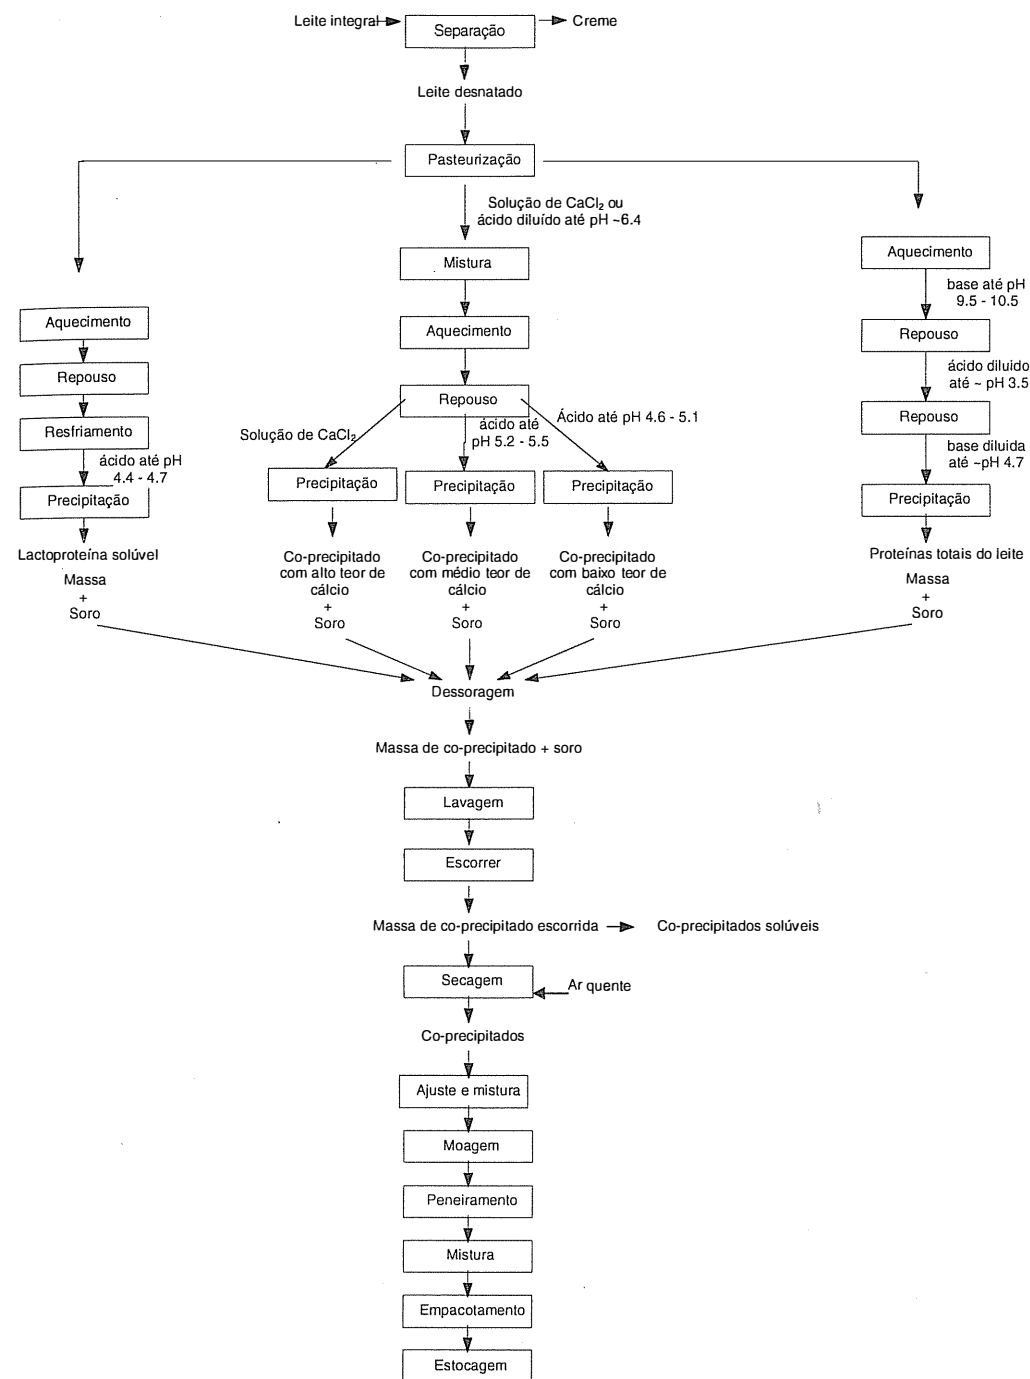 Leite integral
Separação
Creme
Leite desnatado
Pasteurização
Solução de CaCl₂ ou
ácido diluído até pH ~6.4
Mistura
Aquecimento
Repouso
Solução de CaCl₂
ácido até
pH 5.2 - 5.5
Ácido até pH 4.6 - 5.1
Precipitação
Precipitação
Precipitação
Co-precipitado
com alto teor de
cálcio
+
Soro
Co-precipitado
com médio teor de
cálcio
+
Soro
Co-precipitado
com baixo teor de
cálcio
+
Soro
Aquecimento
Repouso
Resfriamento
ácido até pH
4.4 - 4.7
Precipitação
Lactoproteína solúvel
Massa
+
Soro
Aquecimento
base até pH
9.5 - 10.5
Repouso
ácido diluido
até ~ pH 3.5
Repouso
base diluida
até ~pH 4.7
Precipitação
Proteínas totais do leite
Massa
+
Soro
Dessoragem
Massa de co-precipitado + soro
Lavagem
Escorrer
Massa de co-precipitado escorrida
Co-precipitados solúveis
Secagem
Ar quente
Co-precipitados
Ajuste e mistura
Moagem
Peneiramento
Mistura
Empacotamento
Estocagem